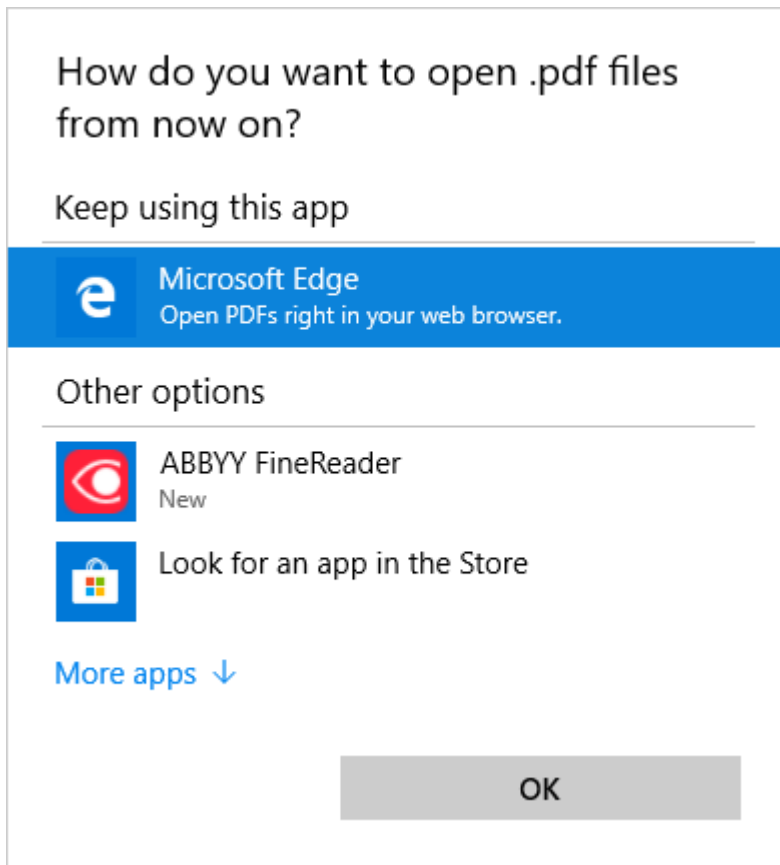 How do you want to open .pdf files
from now on?
Keep using this app
Microsoft Edge
Open PDFs right in your web browser.
Other options
ABBYY FineReader
New
Look for an app in the Store
More apps ↓
OK